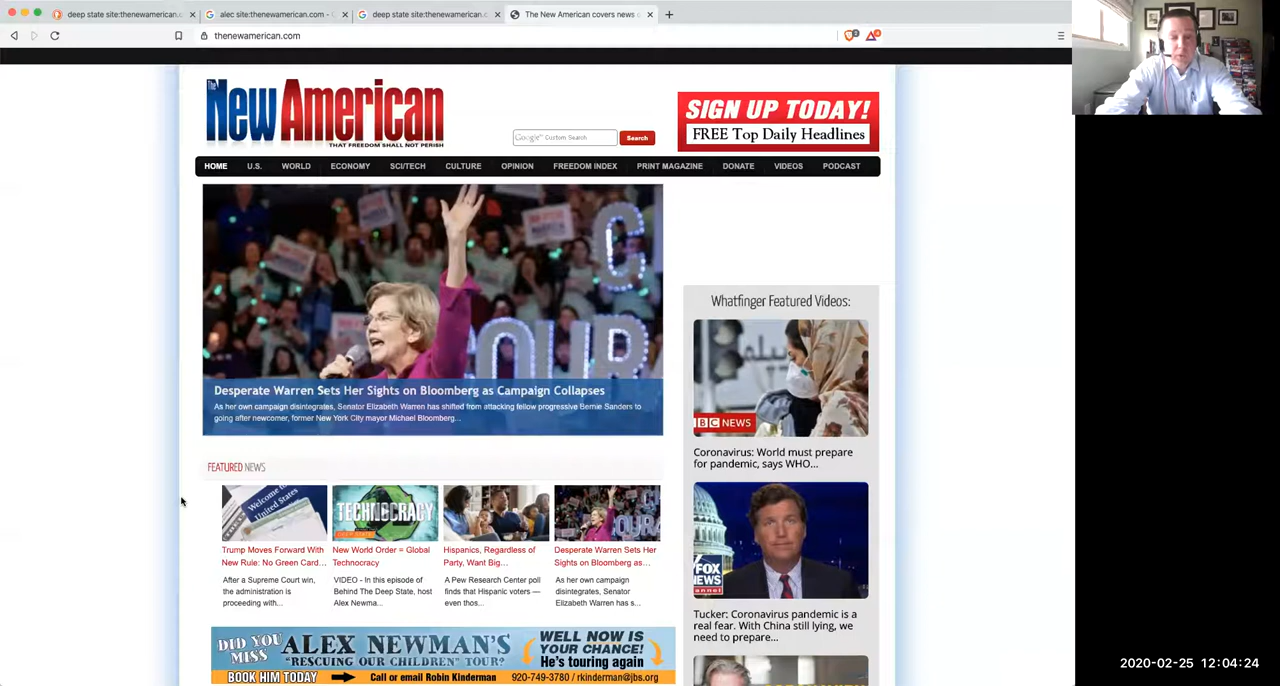 deep state site:thenewamerican.c
alec site:thenewamerican.com -
deep state site:thenewamerican.c
The New American covers news o
thenewamerican.com
The New American
THAT FREEDOM SHALL NOT PERISH
Google Custom Search
Search
SIGN UP TODAY!
FREE Top Daily Headlines
HOME U.S. WORLD ECONOMY SCI/TECH CULTURE OPINION FREEDOM INDEX PRINT MAGAZINE DONATE VIDEOS PODCAST
Desperate Warren Sets Her Sights on Bloomberg as Campaign Collapses
As her own campaign disintegrates, Senator Elizabeth Warren has shifted from attacking fellow progressive Bernie Sanders to
going after newcomer, former New York City mayor Michael Bloomberg...
Whatfinger Featured Videos:
BBC NEWS
Coronavirus: World must prepare
for pandemic, says WHO...
FOX
NEWS
channel
Tucker: Coronavirus pandemic is a
real fear. With China still lying, we
need to prepare...
FEATURED NEWS
Welcome to
United States
TECHNOCRACY
OUR
Trump Moves Forward With
New Rule: No Green Card...
After a Supreme Court win,
the administration is
proceeding with...
New World Order = Global
Technocracy
VIDEO - In this episode of
Behind The Deep State, host
Alex Newma...
Hispanics, Regardless of
Party, Want Big...
A Pew Research Center poll
finds that Hispanic voters —
even thos...
Desperate Warren Sets Her
Sights on Bloomberg as...
As her own campaign
disintegrates, Senator
Elizabeth Warren has s...
DID YOU
MISS
ALEX NEWMAN'S
"RESCUING OUR CHILDREN" TOUR?
WELL NOW IS
YOUR CHANCE!
He's touring again
BOOK HIM TODAY
Call or email Robin Kinderman 920-749-3780 / rkinderman@jbs.org
2020-02-25 12:04:24